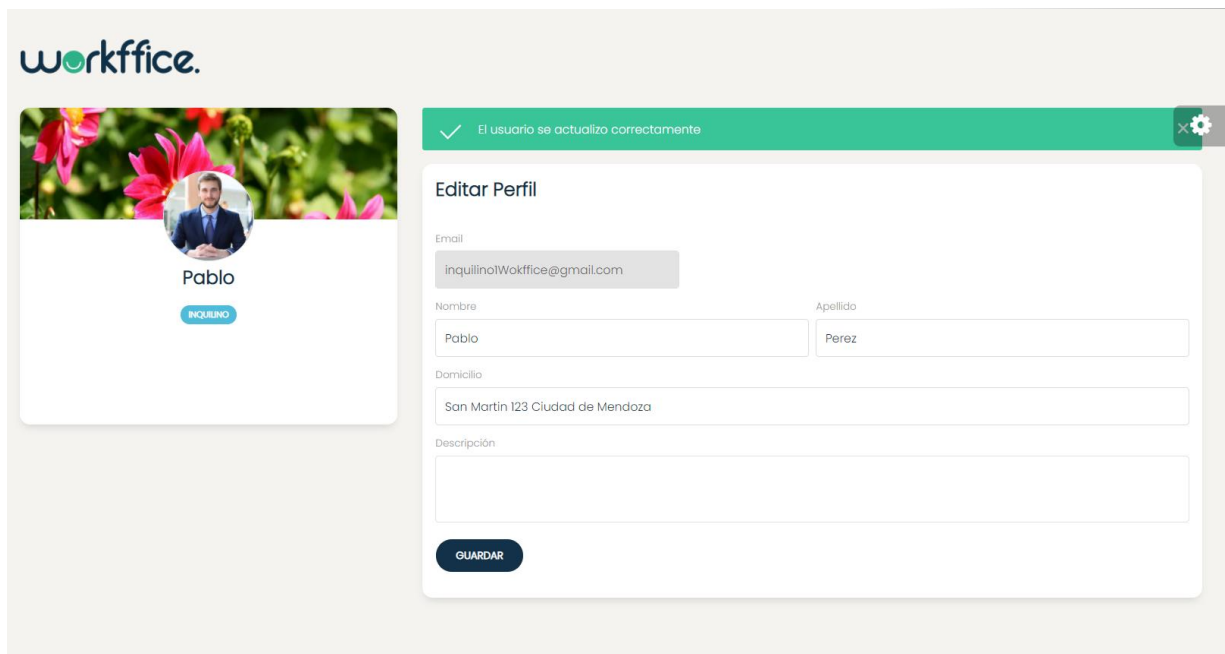 workffice.
El usuario se actualizo correctamente
Pablo
INQUILINO
Editar Perfil
Email
inquilino1Wokffice@gmail.com
Nombre
Apellido
Pablo
Perez
Domicilio
San Martin 123 Ciudad de Mendoza
Descripción
GUARDAR